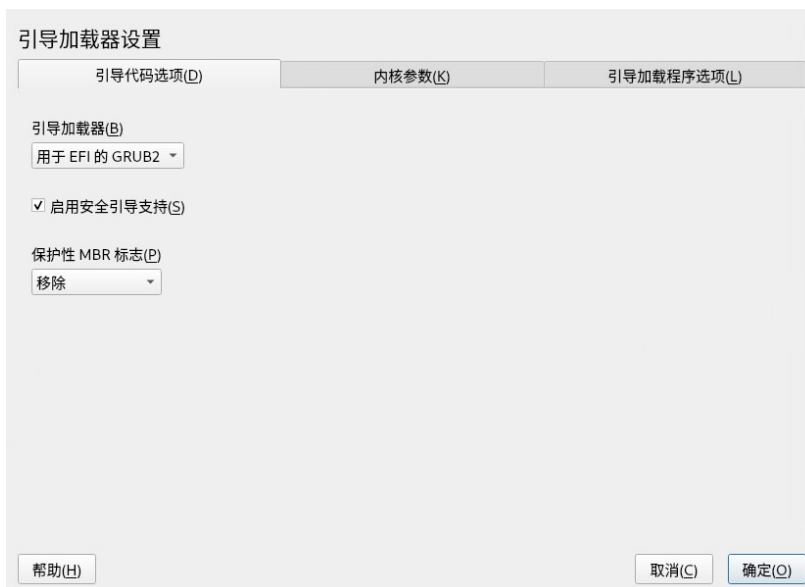 引导加载器设置
引导代码选项(D)
内核参数(K)
引导加载程序选项(L)
引导加载器(B)
用于 EFI 的 GRUB2
启用安全引导支持(S)
保护性 MBR 标志(P)
移除
帮助(H)
取消(C)
确定(O)